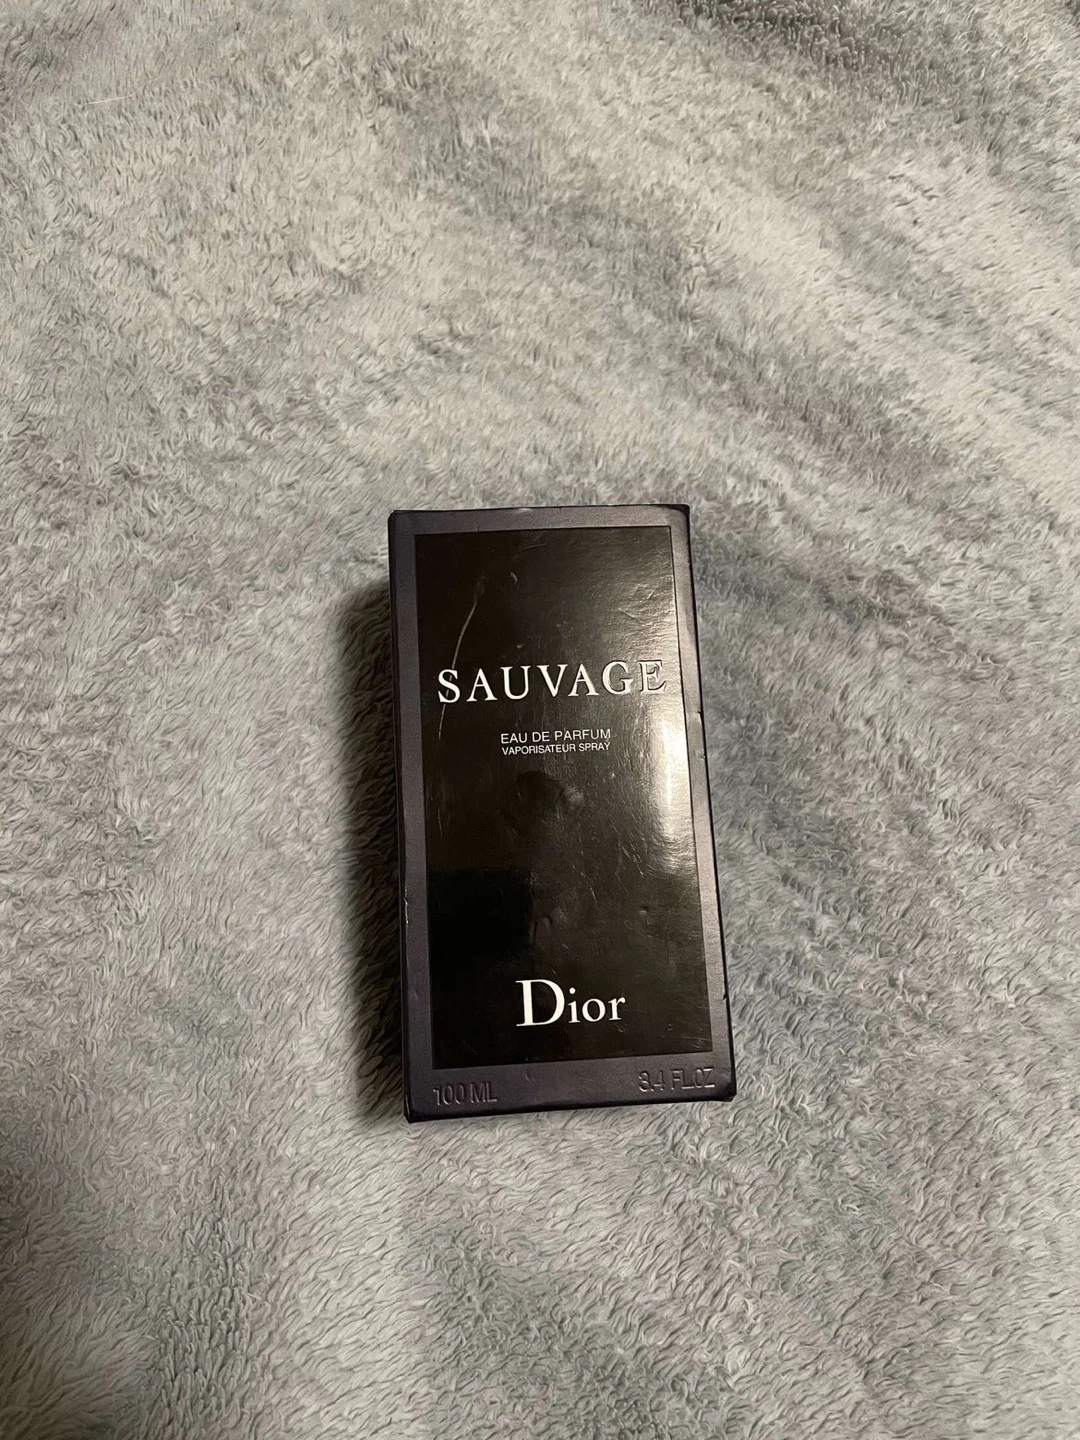 SAUVAGE
EAU DE PARFUM
VAPORISATEUR SPRAY
Dior
100 ML 3.4 FL.OZ